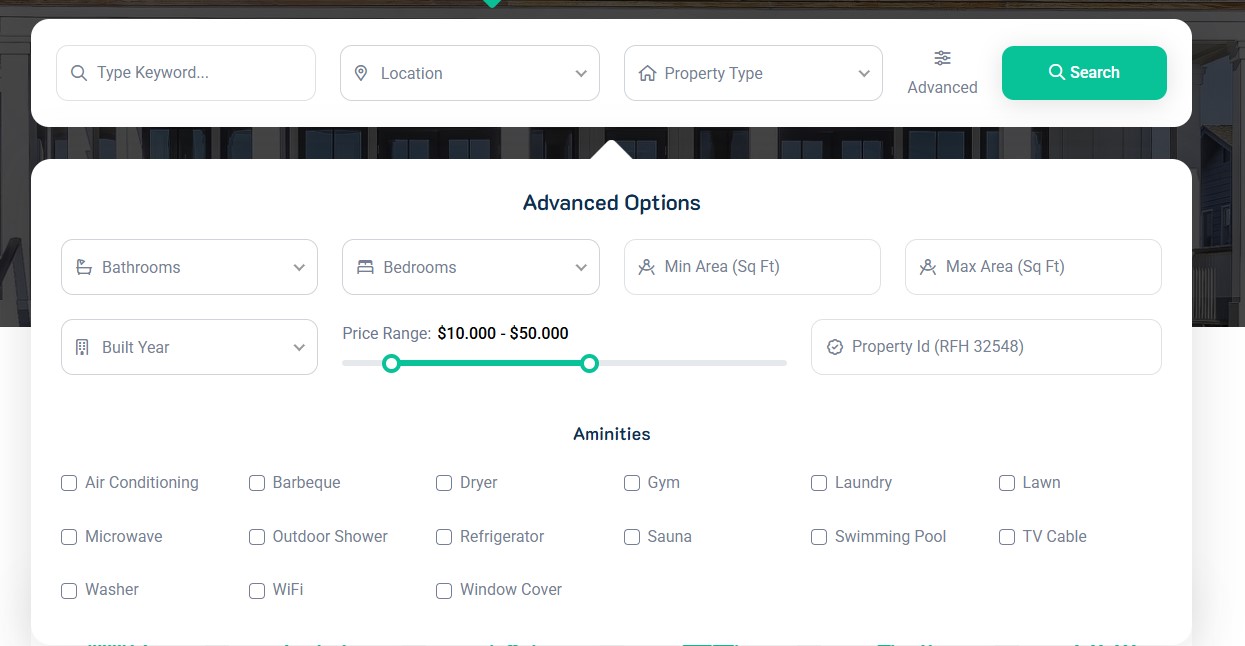 Type Keyword...
Location
Property Type
Advanced
Search
Advanced Options
Bathrooms
Bedrooms
Min Area (Sq Ft)
Max Area (Sq Ft)
Built Year
Price Range: $10.000 - $50.000
Property Id (RFH 32548)
Aminities
Air Conditioning
Barbeque
Dryer
Gym
Laundry
Lawn
Microwave
Outdoor Shower
Refrigerator
Sauna
Swimming Pool
TV Cable
Washer
WiFi
Window Cover